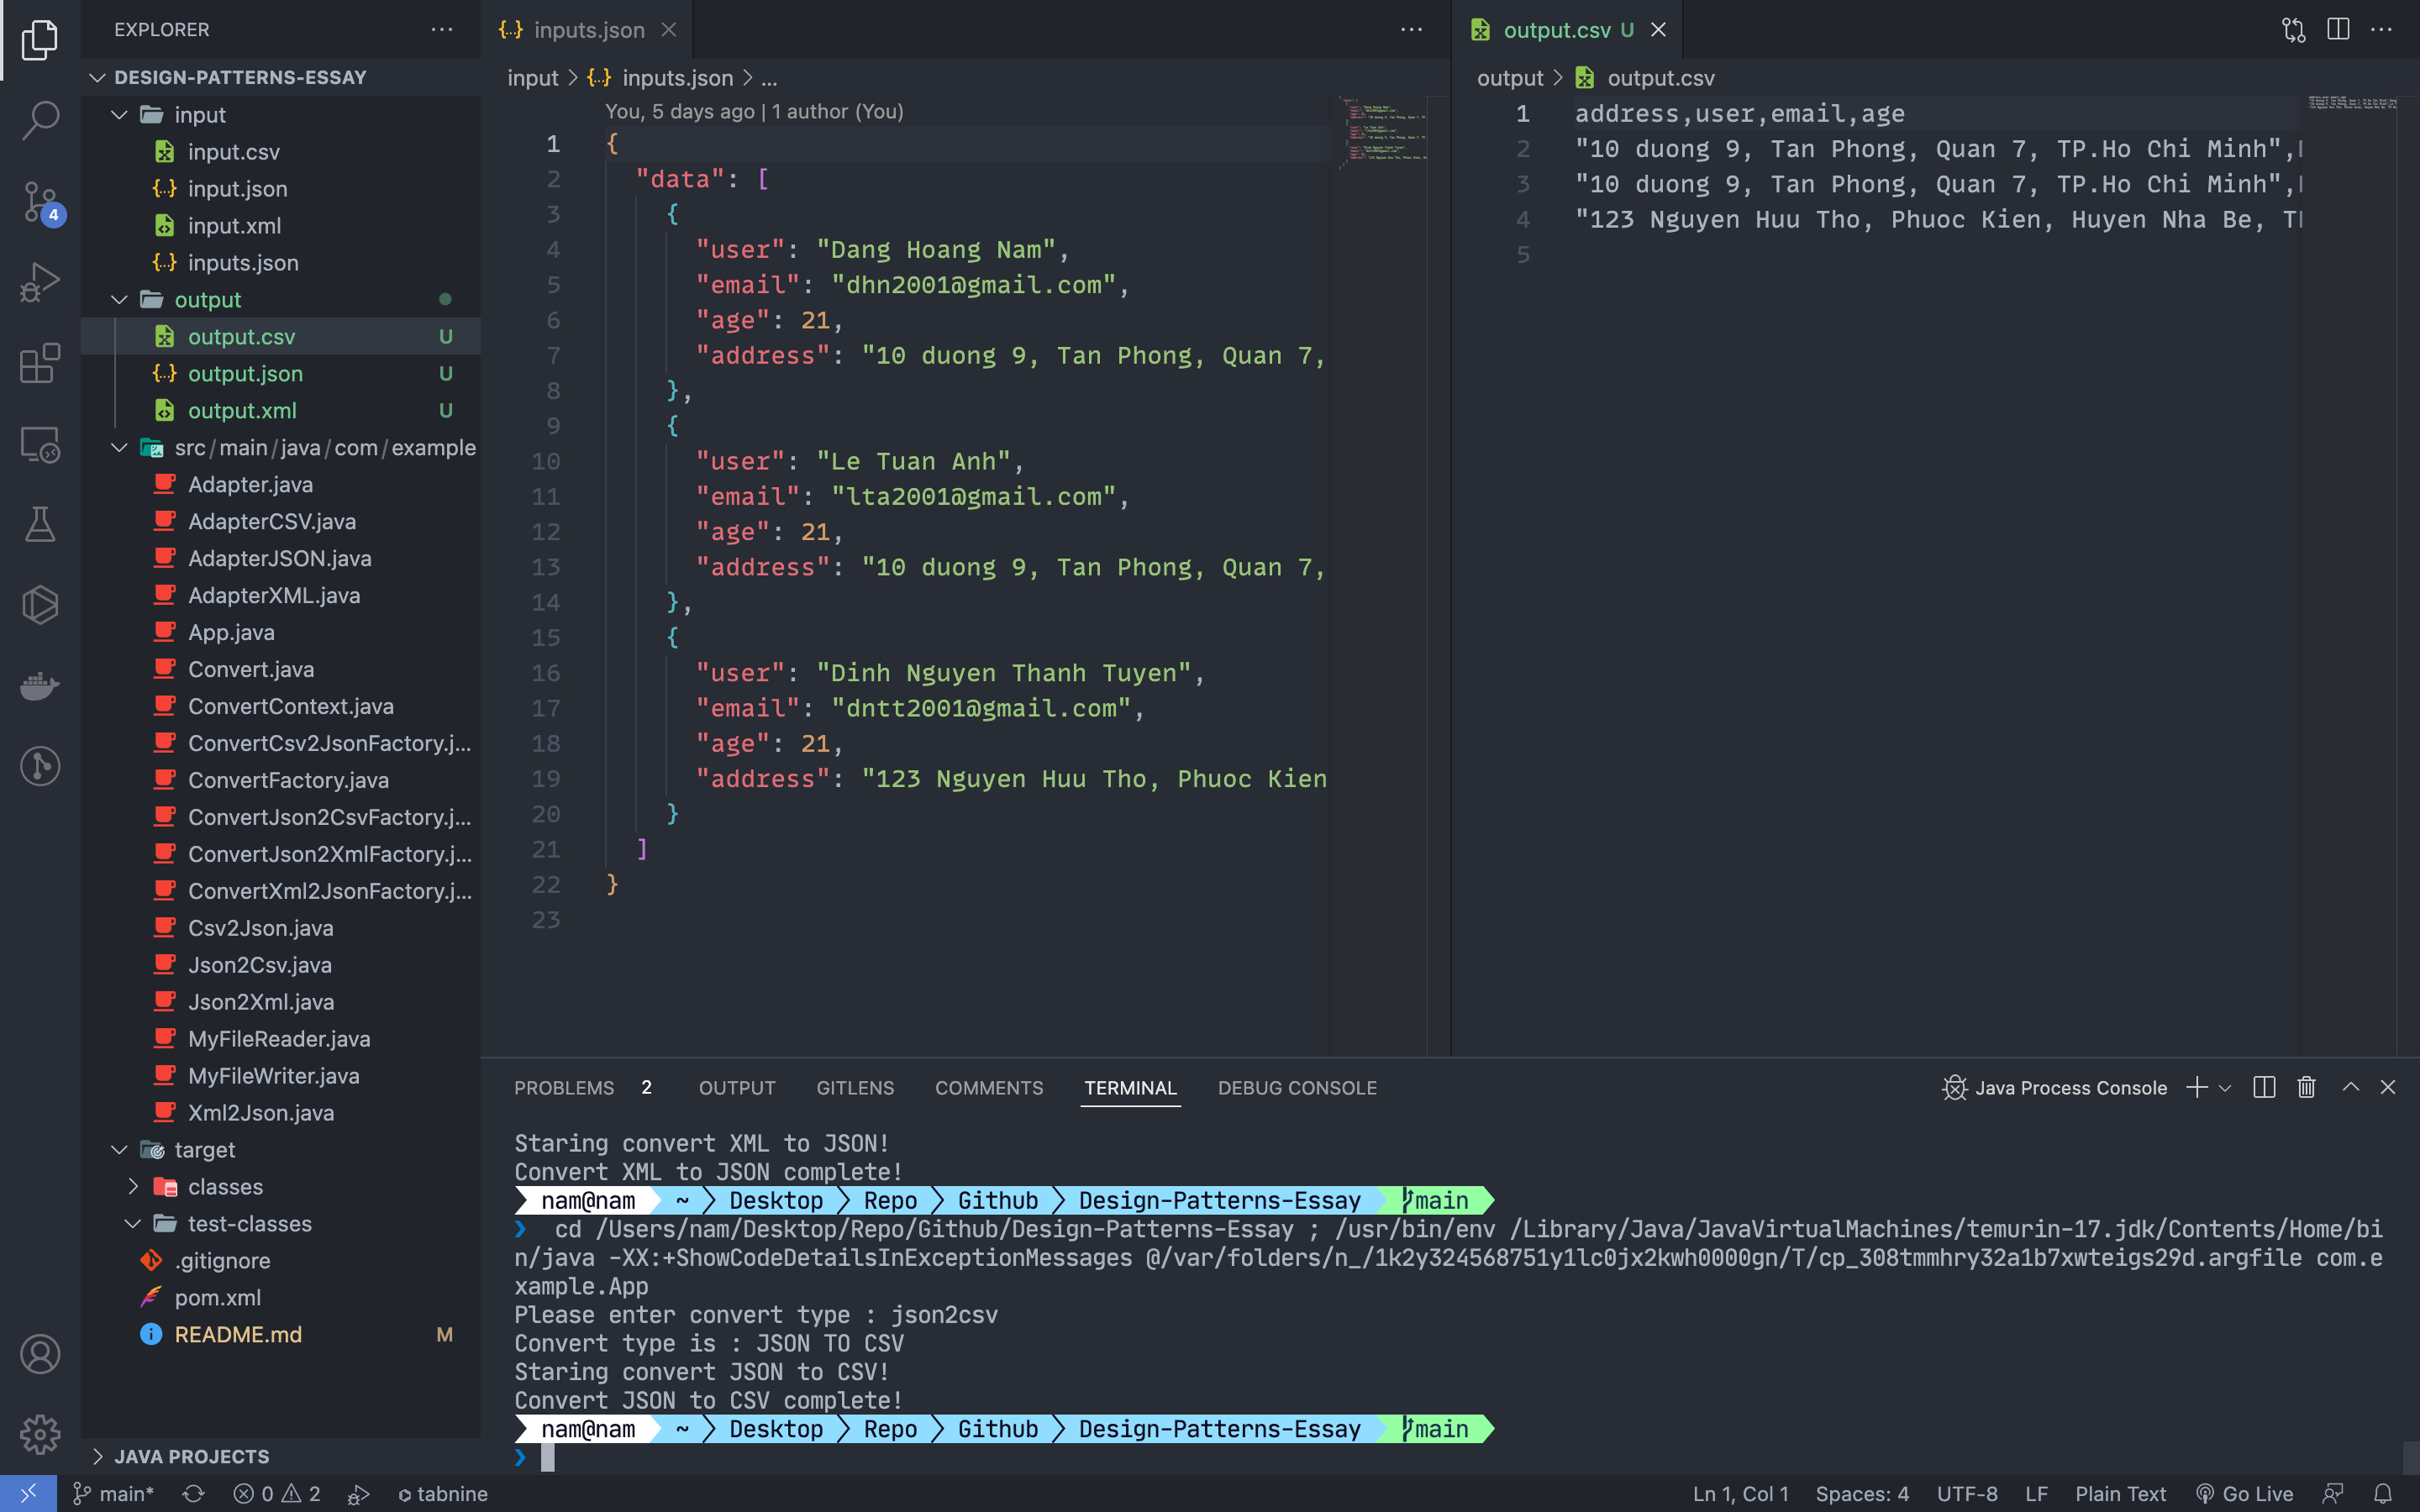 EXPLORER
DESIGN-PATTERNS-ESSAY
input
input.csv
input.json
input.xml
inputs.json
output
output.csv U
output.json U
output.xml U
src/main/java/com/example
Adapter.java
AdapterCSV.java
AdapterJSON.java
AdapterXML.java
App.java
Convert.java
ConvertContext.java
ConvertCsv2JsonFactory.j...
ConvertFactory.java
ConvertJson2CsvFactory.j...
ConvertJson2XmlFactory.j...
ConvertXml2JsonFactory.j...
Csv2Json.java
Json2Csv.java
Json2Xml.java
MyFileReader.java
MyFileWriter.java
Xml2Json.java
target
classes
test-classes
.gitignore
pom.xml
README.md M
JAVA PROJECTS
4
inputs.json
input > inputs.json > ...
You, 5 days ago | 1 author (You)
1 {
2 "data": [
3 {
4 "user": "Dang Hoang Nam",
5 "email": "dhn2001@gmail.com",
6 "age": 21,
7 "address": "10 duong 9, Tan Phong, Quan 7,
8 },
9 {
10 "user": "Le Tuan Anh",
11 "email": "lta2001@gmail.com",
12 "age": 21,
13 "address": "10 duong 9, Tan Phong, Quan 7,
14 },
15 {
16 "user": "Dinh Nguyen Thanh Tuyen",
17 "email": "dntt2001@gmail.com",
18 "age": 21,
19 "address": "123 Nguyen Huu Tho, Phuoc Kien
20 }
21 ]
22 }
23
output.csv U
output > output.csv
1 address,user,email,age
2 "10 duong 9, Tan Phong, Quan 7, TP.Ho Chi Minh",
3 "10 duong 9, Tan Phong, Quan 7, TP.Ho Chi Minh",
4 "123 Nguyen Huu Tho, Phuoc Kien, Huyen Nha Be,
5
PROBLEMS 2 OUTPUT GITLENS COMMENTS TERMINAL DEBUG CONSOLE
Java Process Console
Staring convert XML to JSON!
Convert XML to JSON complete!
nam@nam ~ Desktop Repo Github Design-Patterns-Essay main
❯ cd /Users/nam/Desktop/Repo/Github/Design-Patterns-Essay ; /usr/bin/env /Library/Java/JavaVirtualMachines/temurin-17.jdk/Contents/Home/bi
n/java -XX:+ShowCodeDetailsInExceptionMessages @/var/folders/n_/1k2y324568751y1lc0jx2kwh0000gn/T/cp_308tmmhry32a1b7xwteigs29d.argfile com.e
xample.App
Please enter convert type : json2csv
Convert type is : JSON TO CSV
Staring convert JSON to CSV!
Convert JSON to CSV complete!
nam@nam ~ Desktop Repo Github Design-Patterns-Essay main
❯
main* 0 2 tabnine
Ln 1, Col 1 Spaces: 4 UTF-8 LF Plain Text Go Live